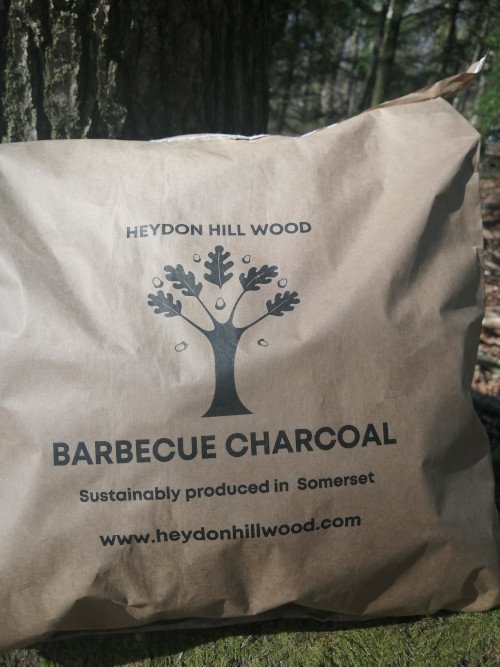 HEYDON HILL WOOD
BARBECUE CHARCOAL
Sustainably produced in Somerset
www.heydonhillwood.com